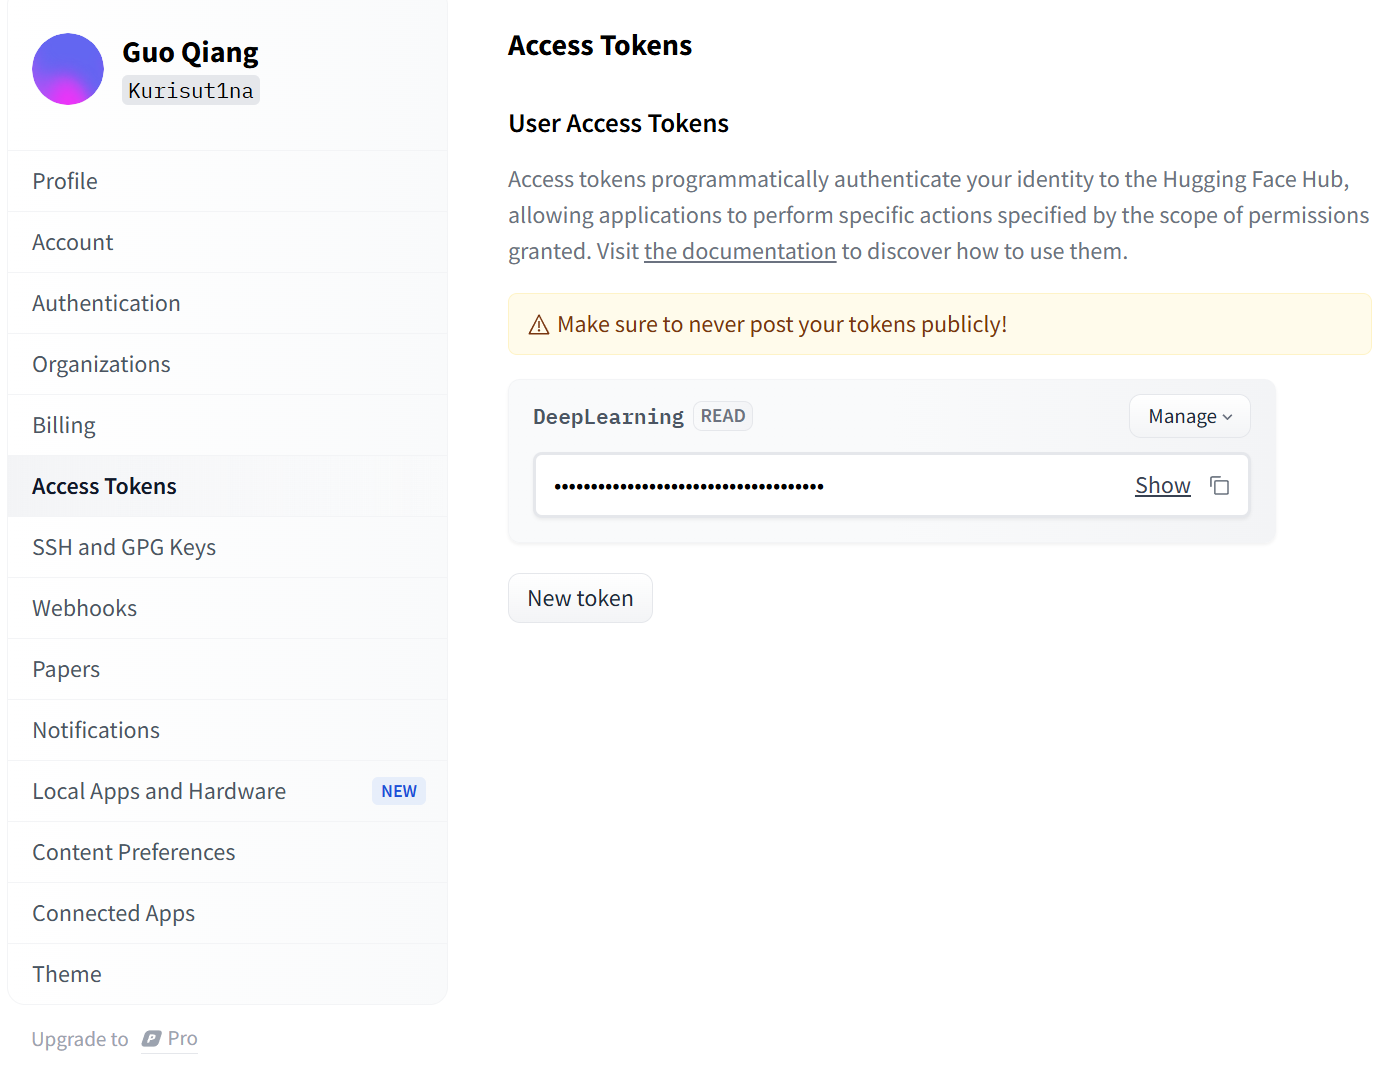 Guo Qiang
Kurisut1na
Profile
Account
Authentication
Organizations
Billing
Access Tokens
SSH and GPG Keys
Webhooks
Papers
Notifications
Local Apps and Hardware NEW
Content Preferences
Connected Apps
Theme
Upgrade to P Pro
Access Tokens
User Access Tokens
Access tokens programmatically authenticate your identity to the Hugging Face Hub,
allowing applications to perform specific actions specified by the scope of permissions
granted. Visit the documentation to discover how to use them.
Make sure to never post your tokens publicly!
DeepLearning READ Manage
•••••••••••••••••••••••••••••••••••••  Show
New token